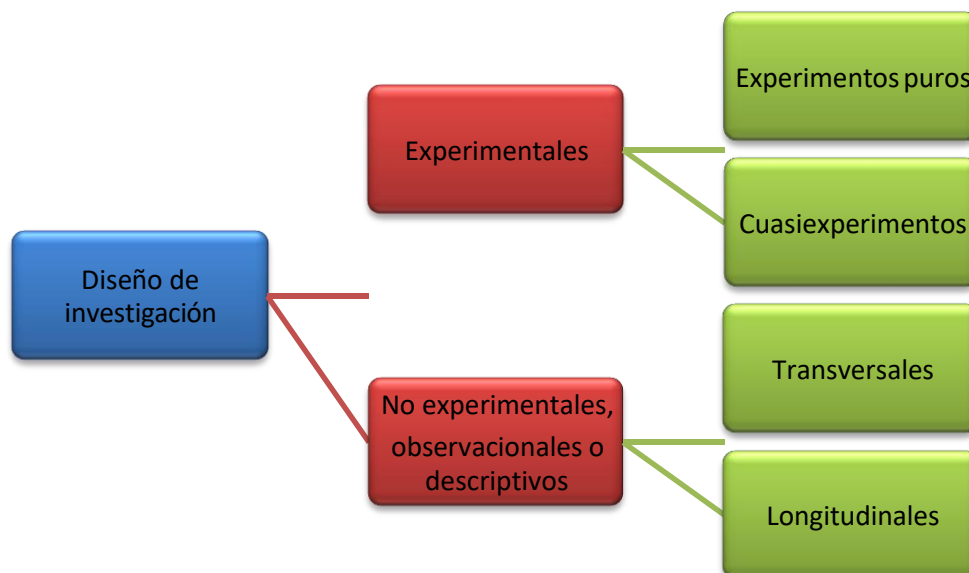 Experimentos puros
Experimentales
Cuasiexperimentos
Diseño de
investigación
Transversales
No experimentales,
observacionales o
descriptivos
Longitudinales